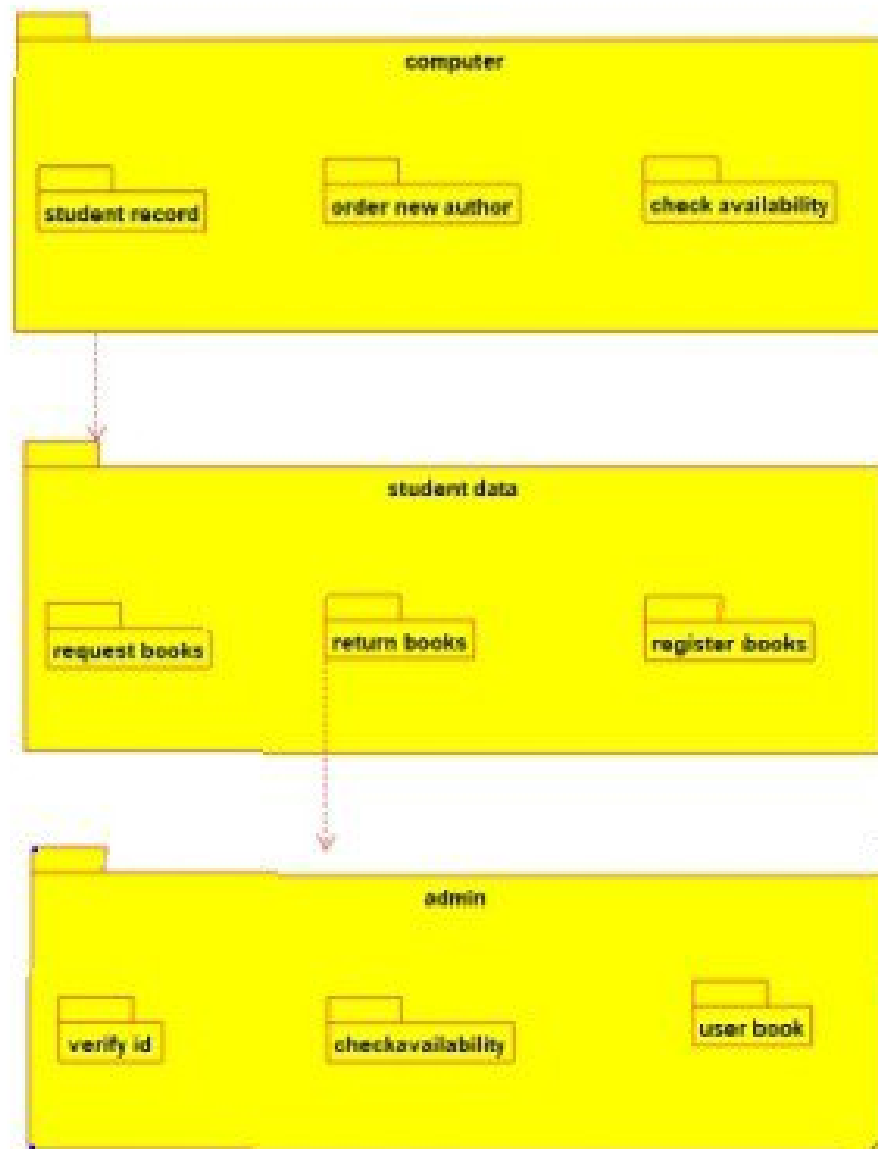 computer
student record
order new author
check availability
student data
request books
return books
register books
admin
verify id
checkavailability
user book